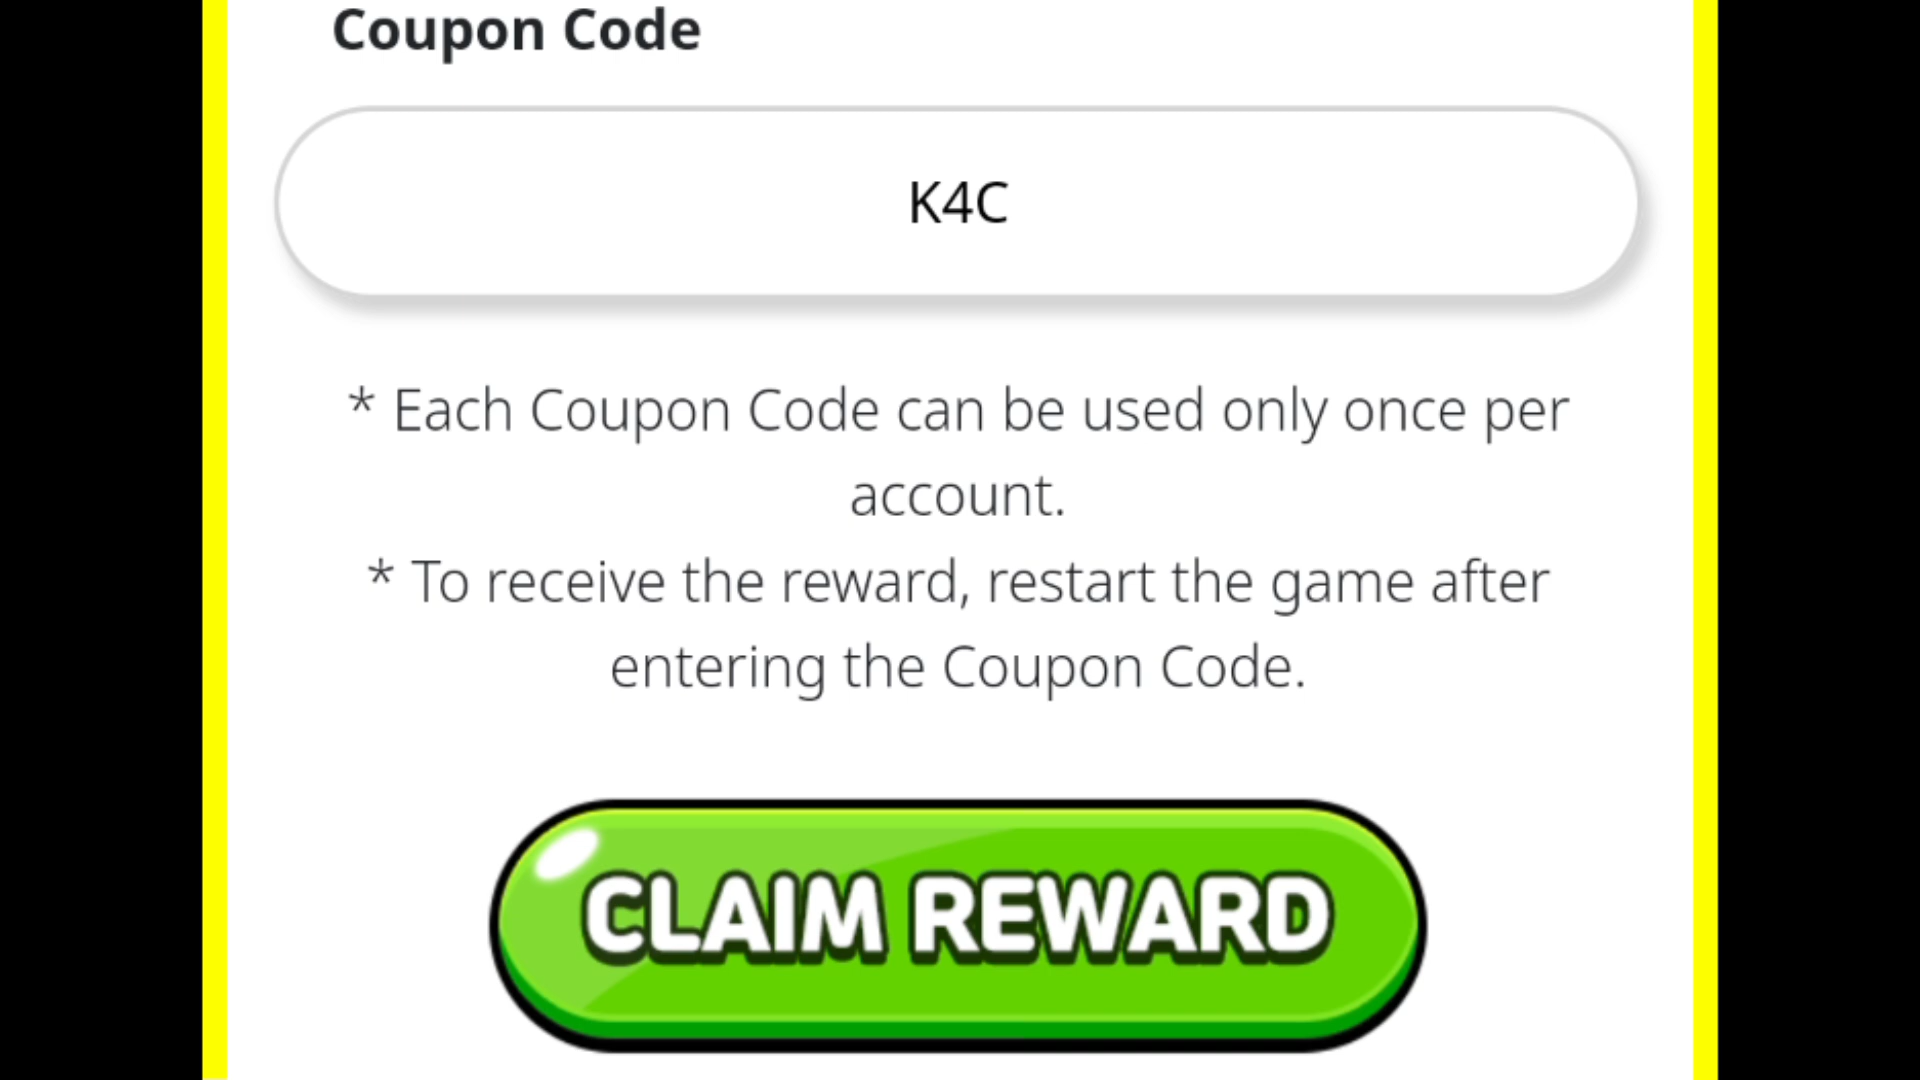 Coupon Code
K4C
* Each Coupon Code can be used only once per
account.
* To receive the reward, restart the game after
entering the Coupon Code.
CLAIM REWARD